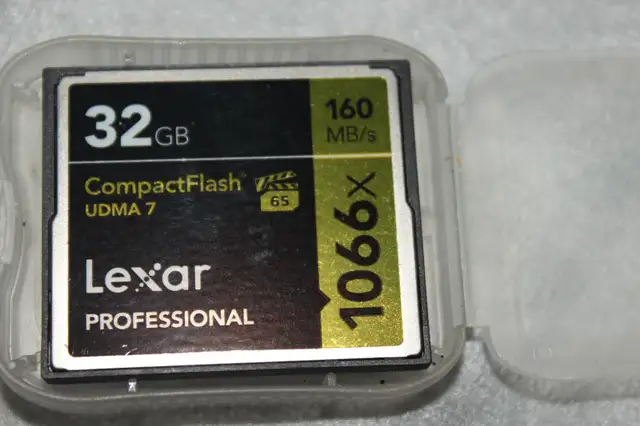 32GB
160
MB/s
CompactFlash®
UDMA 7
65
1066x
Lexar
PROFESSIONAL